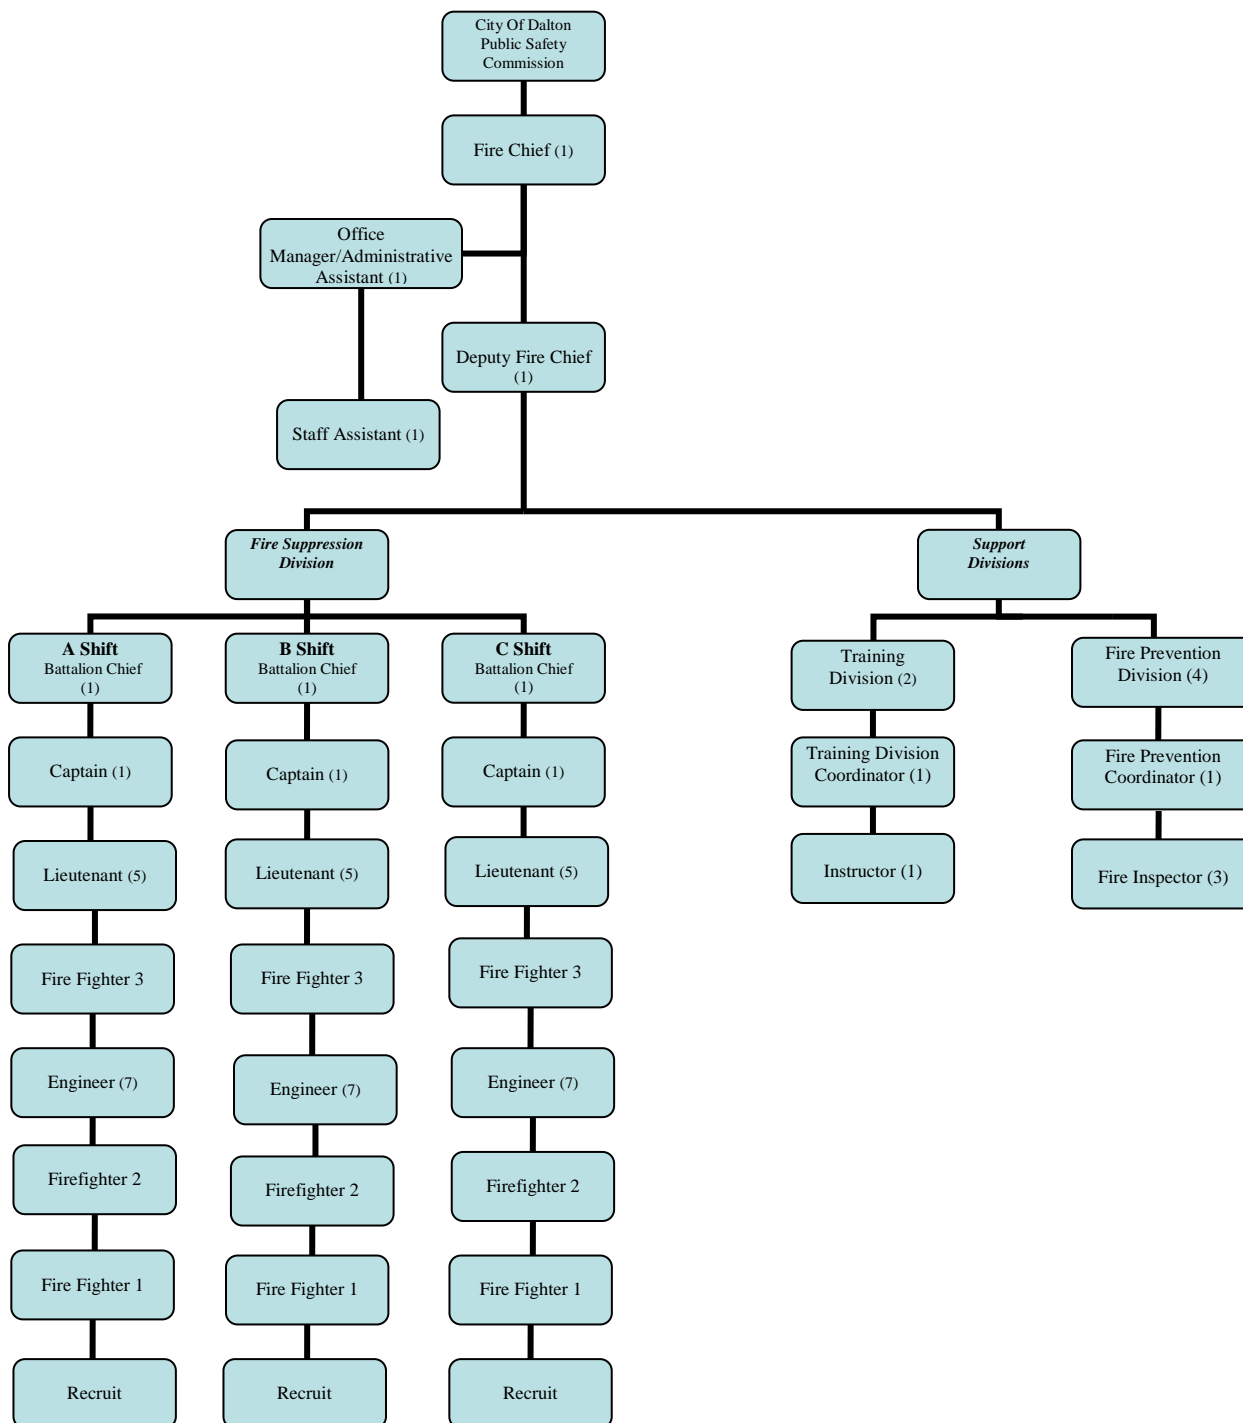 City Of Dalton
Public Safety
Commission
Fire Chief (1)
Office
Manager/Administrative
Assistant (1)
Deputy Fire Chief
(1)
Staff Assistant (1)
Fire Suppression
Division
Support
Divisions
A Shift
Battalion Chief
(1)
B Shift
Battalion Chief
(1)
C Shift
Battalion Chief
(1)
Training
Division (2)
Fire Prevention
Division (4)
Captain (1)
Captain (1)
Captain (1)
Training Division
Coordinator (1)
Fire Prevention
Coordinator (1)
Lieutenant (5)
Lieutenant (5)
Lieutenant (5)
Instructor (1)
Fire Inspector (3)
Fire Fighter 3
Fire Fighter 3
Fire Fighter 3
Engineer (7)
Engineer (7)
Engineer (7)
Firefighter 2
Firefighter 2
Firefighter 2
Fire Fighter 1
Fire Fighter 1
Fire Fighter 1
Recruit
Recruit
Recruit